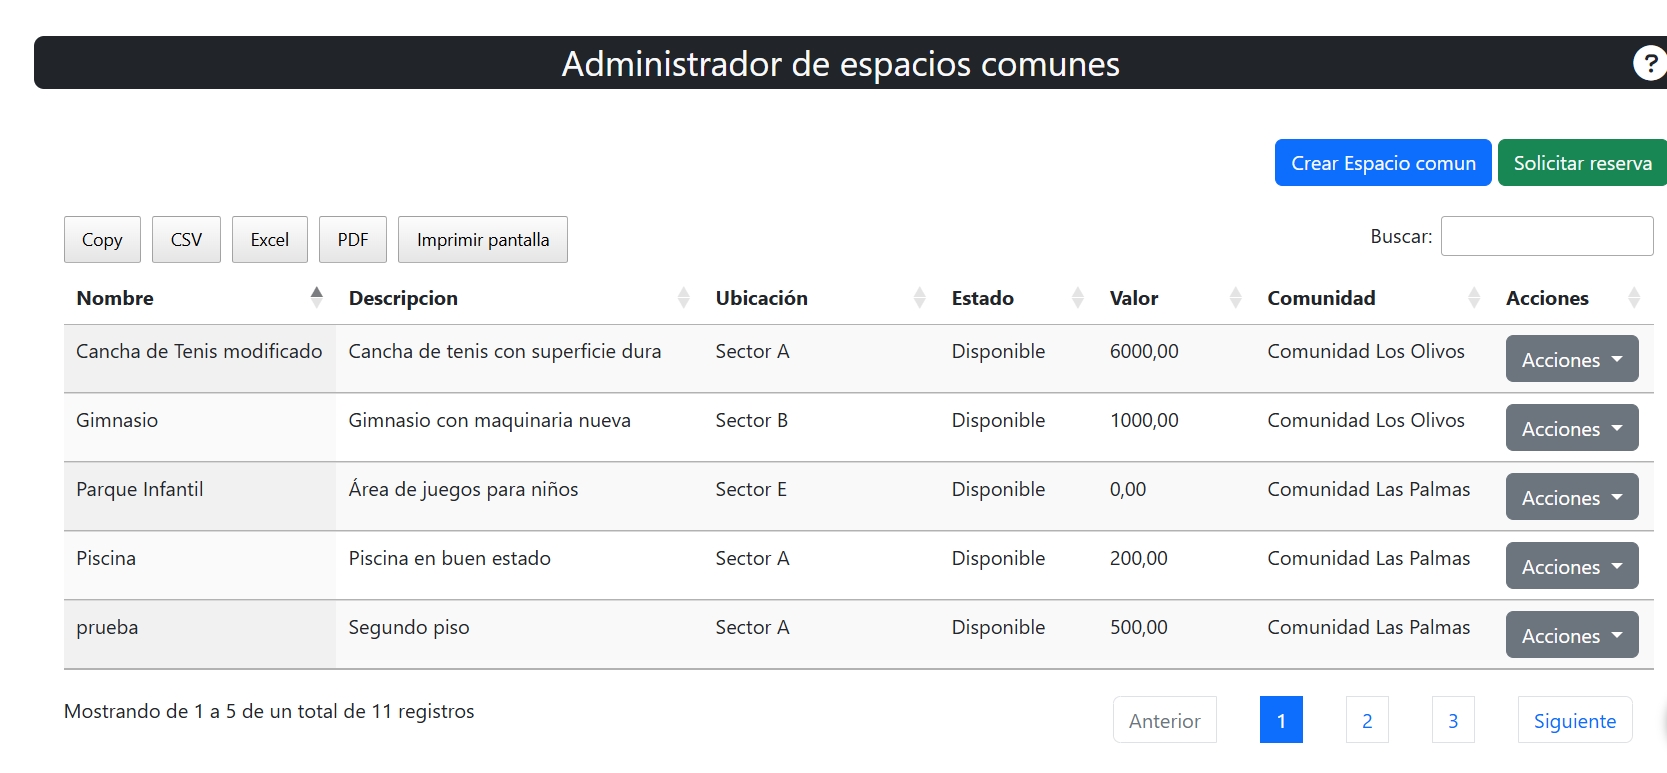 Administrador de espacios comunes ?
Crear Espacio comun Solicitar reserva
Copy CSV Excel PDF Imprimir pantalla Buscar:
Nombre Descripcion Ubicación Estado Valor Comunidad Acciones
Cancha de Tenis modificado Cancha de tenis con superficie dura Sector A Disponible 6000,00 Comunidad Los Olivos Acciones
Gimnasio Gimnasio con maquinaria nueva Sector B Disponible 1000,00 Comunidad Los Olivos Acciones
Parque Infantil Área de juegos para niños Sector E Disponible 0,00 Comunidad Las Palmas Acciones
Piscina Piscina en buen estado Sector A Disponible 200,00 Comunidad Las Palmas Acciones
prueba Segundo piso Sector A Disponible 500,00 Comunidad Las Palmas Acciones
Mostrando de 1 a 5 de un total de 11 registros Anterior 1 2 3 Siguiente